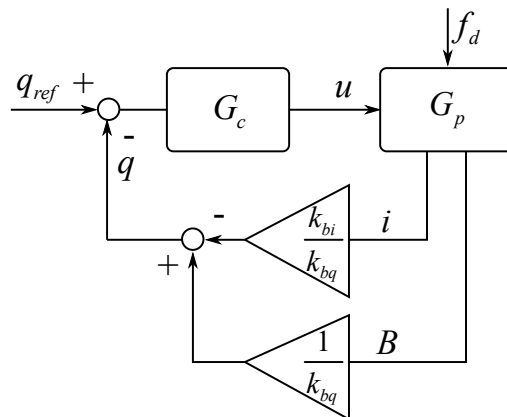 f_d
q_ref +
G_c
u
G_p
-
q
-
k_bi
k_bq
i
+
1
k_bq
B